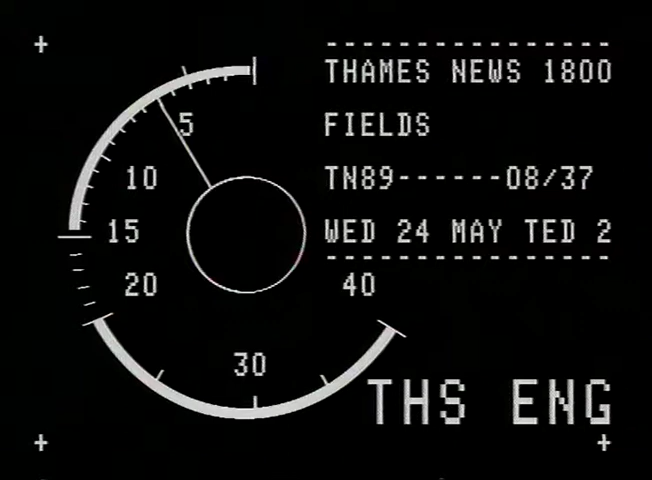 THAMES NEWS 1800
FIELDS
TN89------08/37
WED 24 MAY TED 2
5
10
15
20
40
30
THS ENG